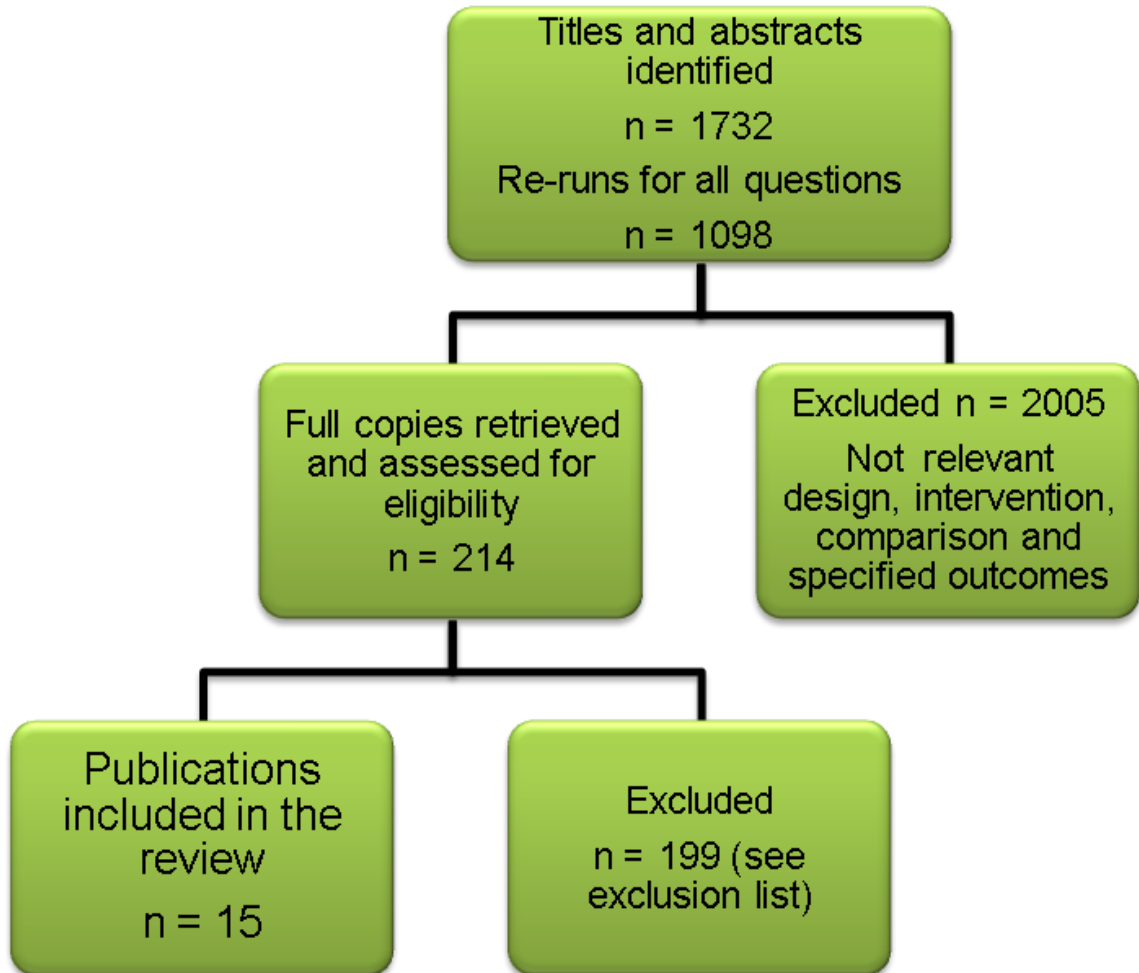 Titles and abstracts
identified
n = 1732
Re-runs for all questions
n = 1098
Full copies retrieved
and assessed for
eligibility
n = 214
Excluded n = 2005
Not relevant
design, intervention,
comparison and
specified outcomes
Publications
included in the
review
n = 15
Excluded
n = 199 (see
exclusion list)